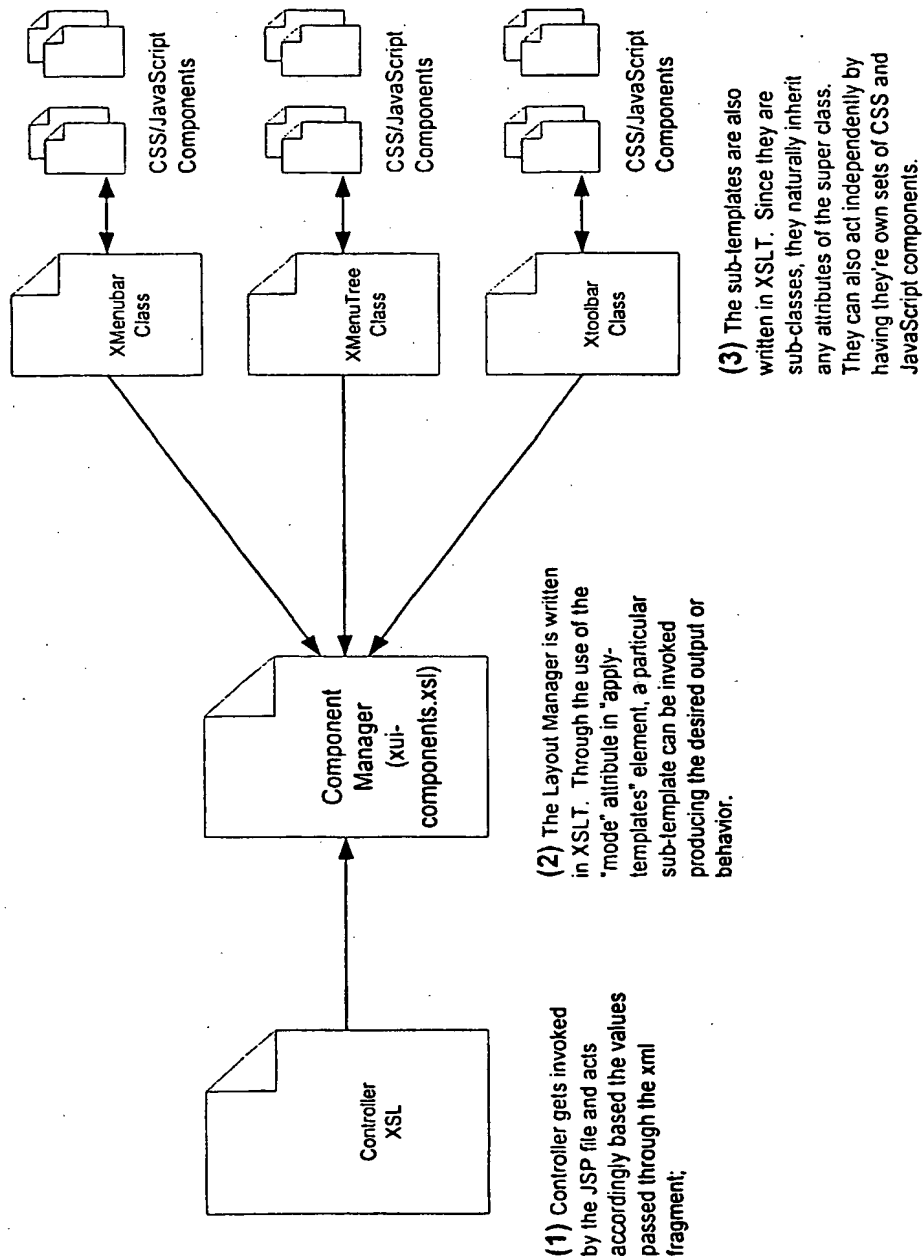 Controller
XSL
(1) Controller gets invoked
by the JSP file and acts
accordingly based the values
passed through the xml
fragment;
Component
Manager
(xui-
components.xsl)
(2) The Layout Manager is written
in XSLT. Through the use of the
"mode" attribute in "apply-
templates" element, a particular
sub-template can be invoked
producing the desired output or
behavior.
XMenubar
Class
CSS/JavaScript
Components
XMenuTree
Class
CSS/JavaScript
Components
Xtoolbar
Class
CSS/JavaScript
Components
(3) The sub-templates are also
written in XSLT. Since they are
sub-classes, they naturally inherit
any attributes of the super class.
They can also act independently by
having they're own sets of CSS and
JavaScript components.